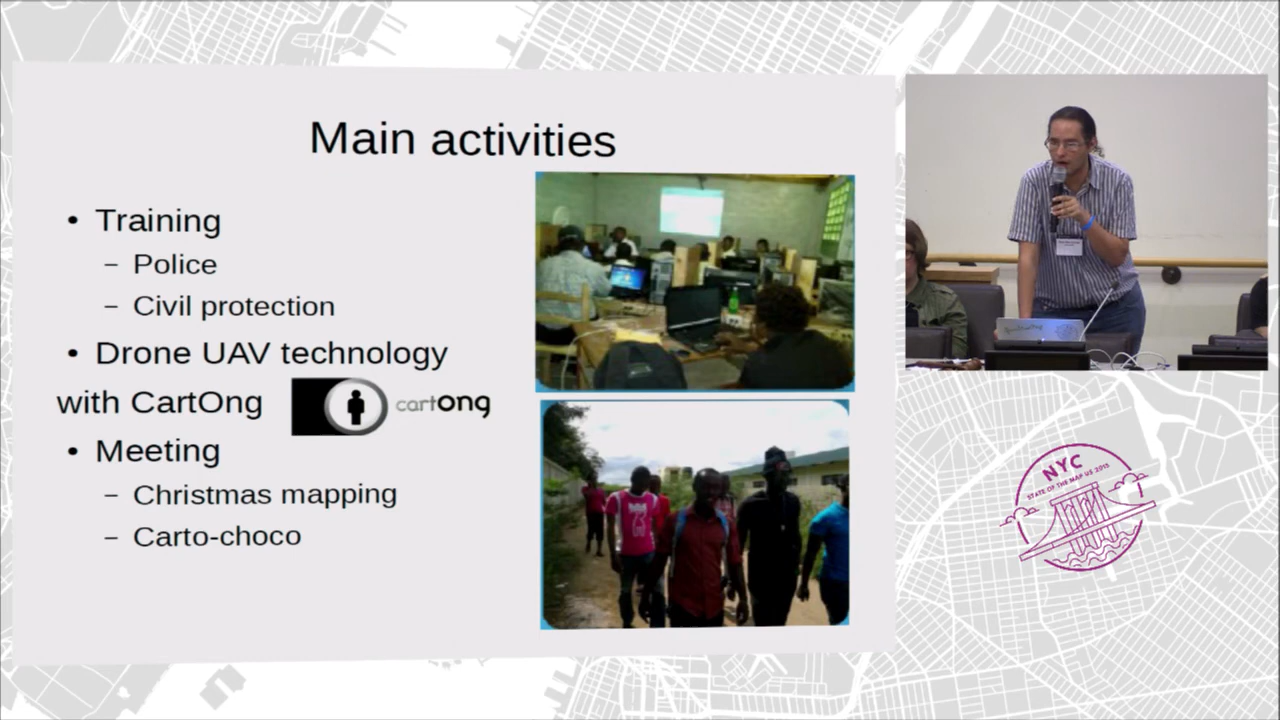 Main activities
• Training
– Police
– Civil protection
• Drone UAV technology
with CartOng
cartong
• Meeting
– Christmas mapping
– Carto-choco
NYC
STATE OF THE MAP US 2015